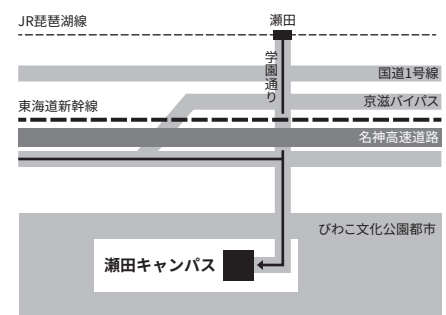 JR琵琶湖線
瀬田
学園通り
国道1号線
京滋バイパス
東海道新幹線
名神高速道路
びわこ文化公園都市
瀬田キャンパス